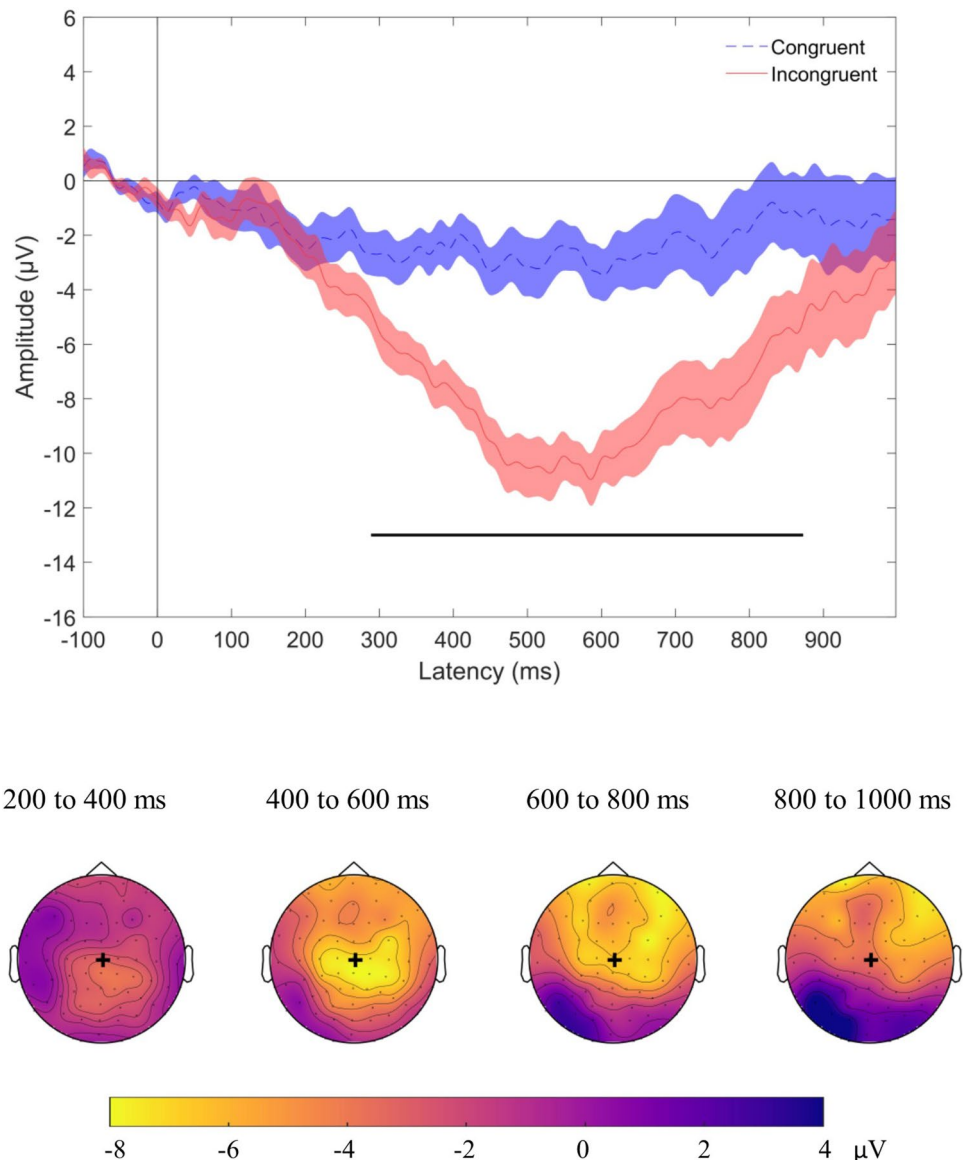 6
4
2
0
-2
-4
-6
-8
-10
-12
-14
-16
Amplitude (µV)
Congruent
Incongruent
-100 0 100 200 300 400 500 600 700 800 900
Latency (ms)
200 to 400 ms 400 to 600 ms 600 to 800 ms 800 to 1000 ms
-8 -6 -4 -2 0 2 4 µV